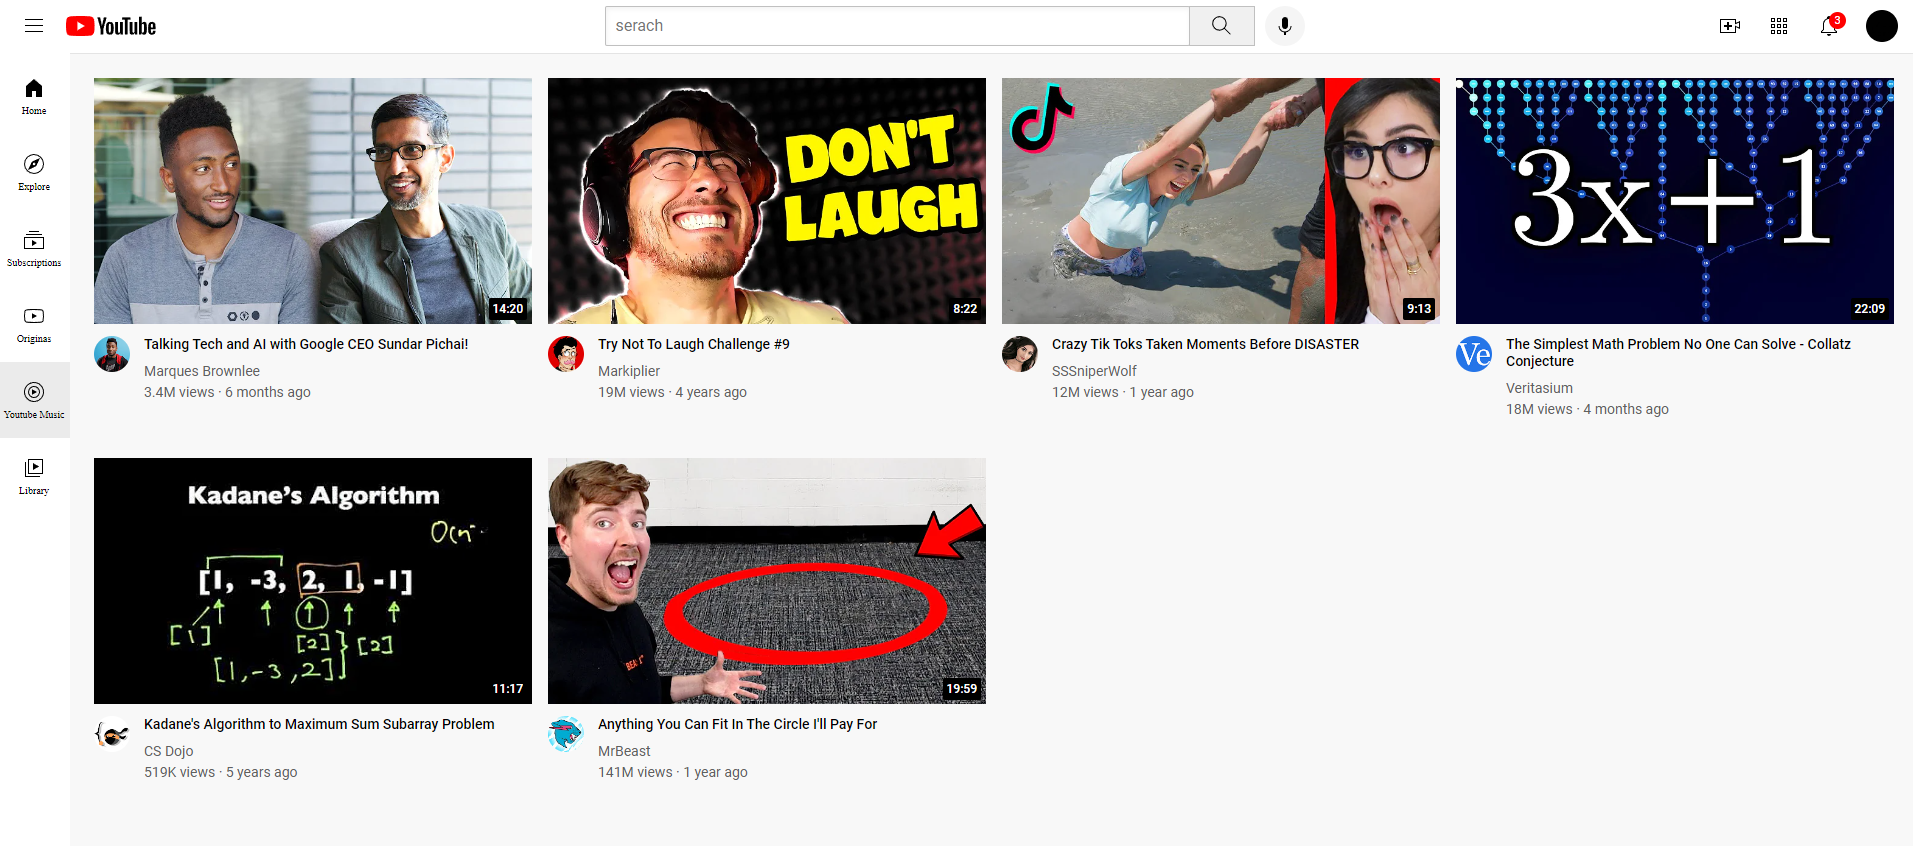 YouTube
serach
3
Home
Explore
Subscriptions
Originas
Youtube Music
Library
14:20
Talking Tech and AI with Google CEO Sundar Pichai!
Marques Brownlee
3.4M views · 6 months ago
DON'T
LAUGH
8:22
Try Not To Laugh Challenge #9
Markiplier
19M views · 4 years ago
9:13
Crazy Tik Toks Taken Moments Before DISASTER
SSSniperWolf
12M views · 1 year ago
3x+1
22:09
Ve
The Simplest Math Problem No One Can Solve - Collatz
Conjecture
Veritasium
18M views · 4 months ago
Kadane's Algorithm
[1, -3, 2, 1, -1]
[1]
[2]
[2]
[1,-3,2]
11:17
Kadane's Algorithm to Maximum Sum Subarray Problem
CS Dojo
519K views · 5 years ago
19:59
Anything You Can Fit In The Circle I'll Pay For
MrBeast
141M views · 1 year ago